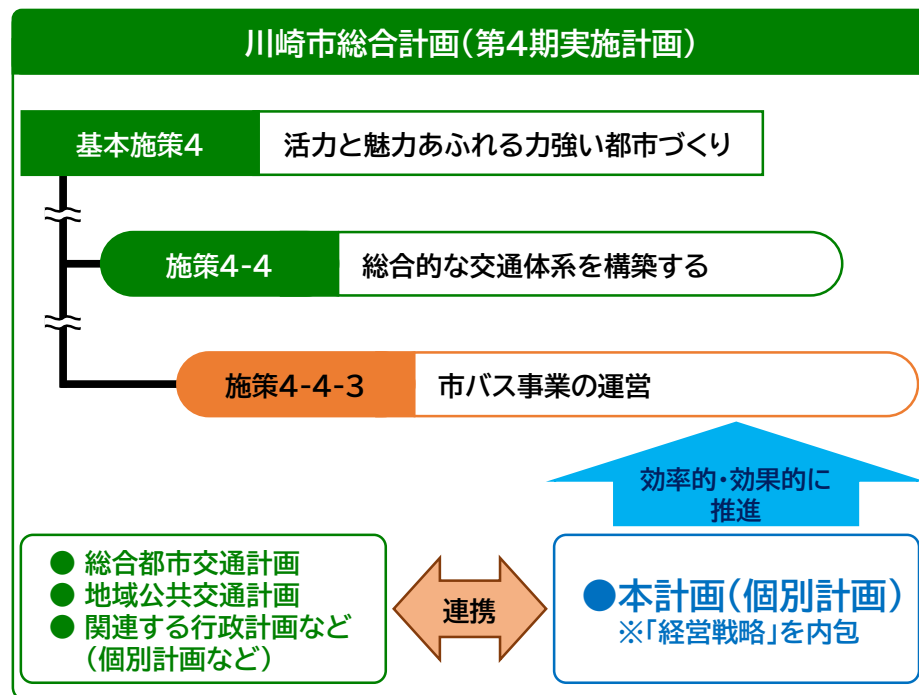 川崎市総合計画(第4期実施計画)
基本施策4
活力と魅力あふれる力強い都市づくり
施策4-4
総合的な交通体系を構築する
施策4-4-3
市バス事業の運営
効率的・効果的に
推進
● 総合都市交通計画
● 地域公共交通計画
● 関連する行政計画など
(個別計画など)
連携
●本計画(個別計画)
※「経営戦略」を内包